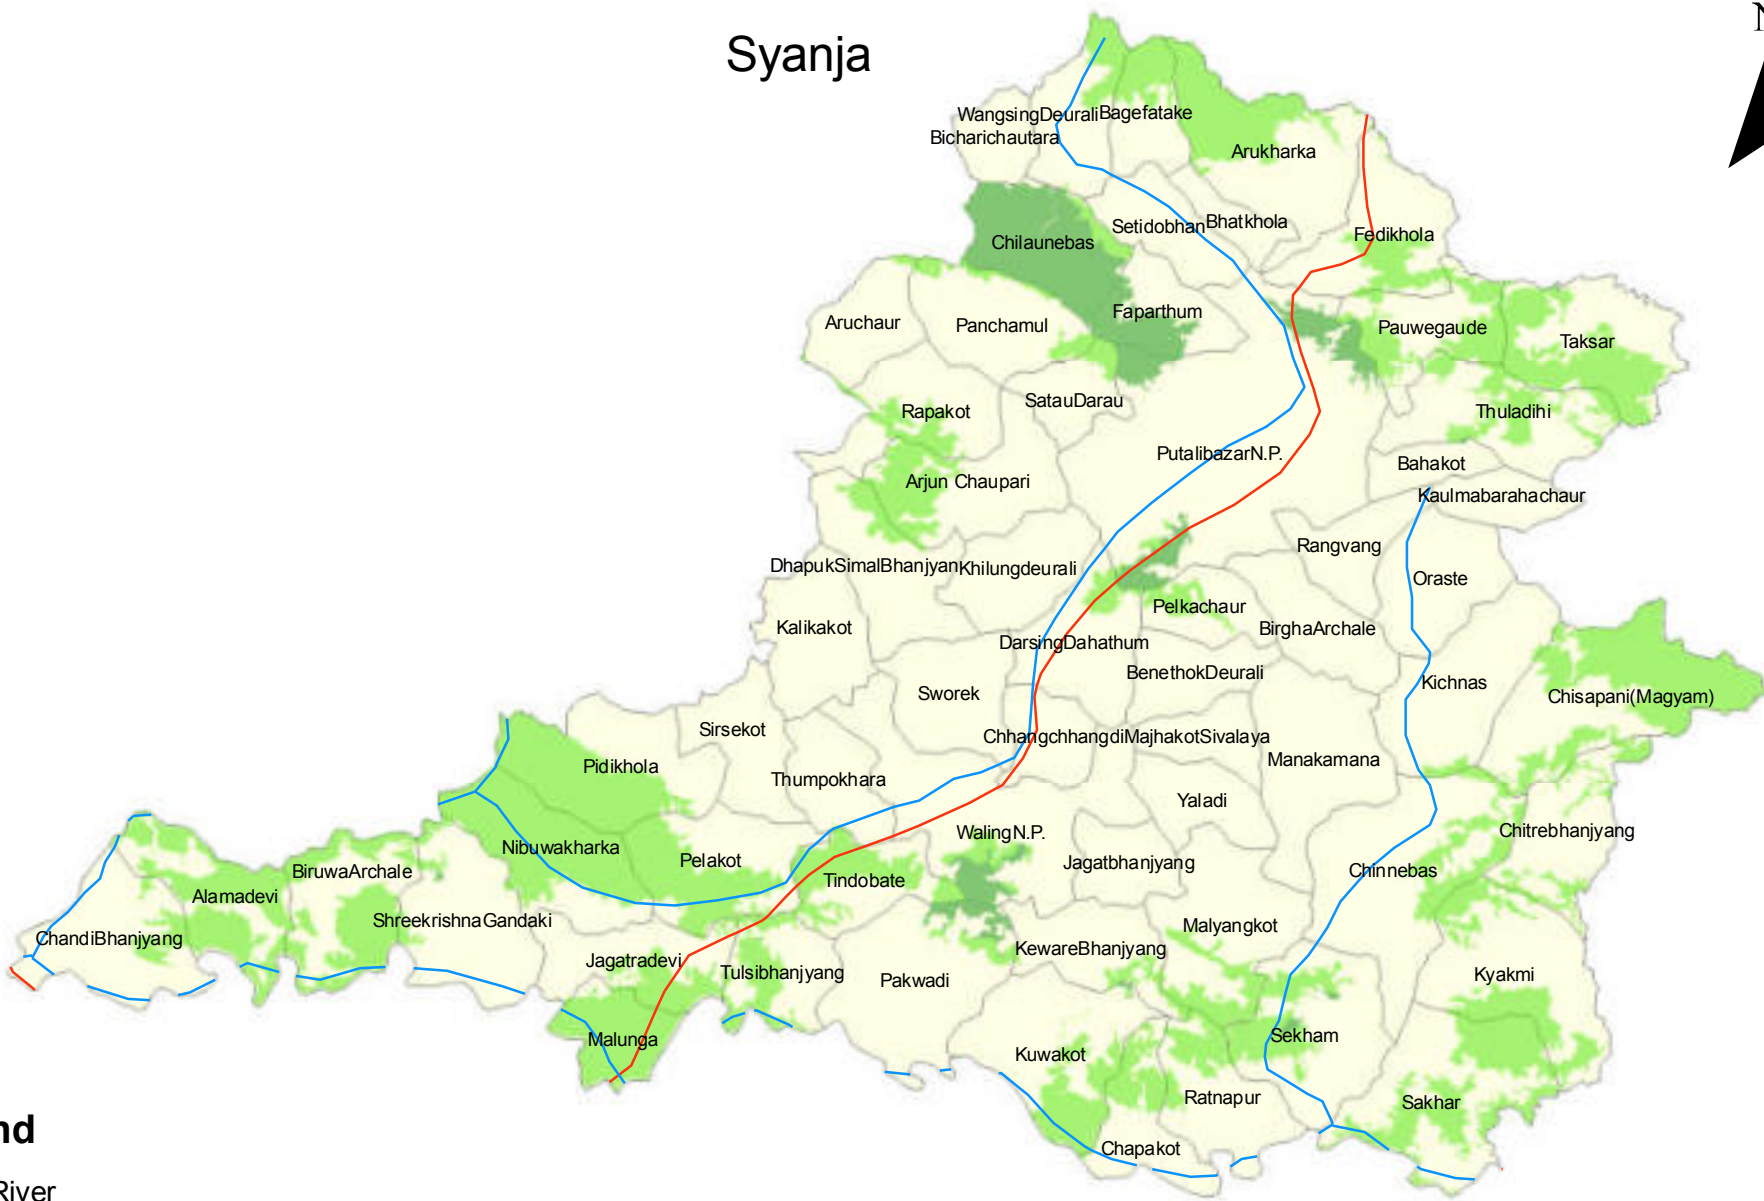 Syanja
N
WangsingDeurali
Bagefatake
Bicharichautara
Arukharka
Setidobhan
Bhatkhola
Fedikhola
Chilaunebas
Faparthum
Aruchaur
Panchamul
Pauwegaude
Taksar
SatauDarau
Rapakot
Thuladihi
PutalibazarN.P.
Bahakot
Arjun Chaupari
Kaulmabarahachaur
Rangvang
DhapukSimalBhanjyan
Khilungdeurali
Oraste
Pelkachaur
Kalikakot
BirghaArchale
DarsingDahathum
BenethokDeurali
Kichnas
Sworek
Chisapani(Magyam)
Sirsekot
ChhangchhangdiMajhakotSivalaya
Manakamana
Pidikhola
Thumpokhara
Yaladi
WalingN.P.
Chitrebhanjyang
Nibuwakharka
Pelakot
Jagatbhanjyang
BiruwaArchale
Chinnebas
Tindobate
Alamadevi
ShreekrishnaGandaki
Malyangkot
ChandiBhanjyang
KewareBhanjyang
Jagatradevi
Tulsibhanjyang
Pakwadi
Kyakmi
Malunga
Sekham
Kuwakot
Ratnapur
Sakhar
Chapakot
nd
River